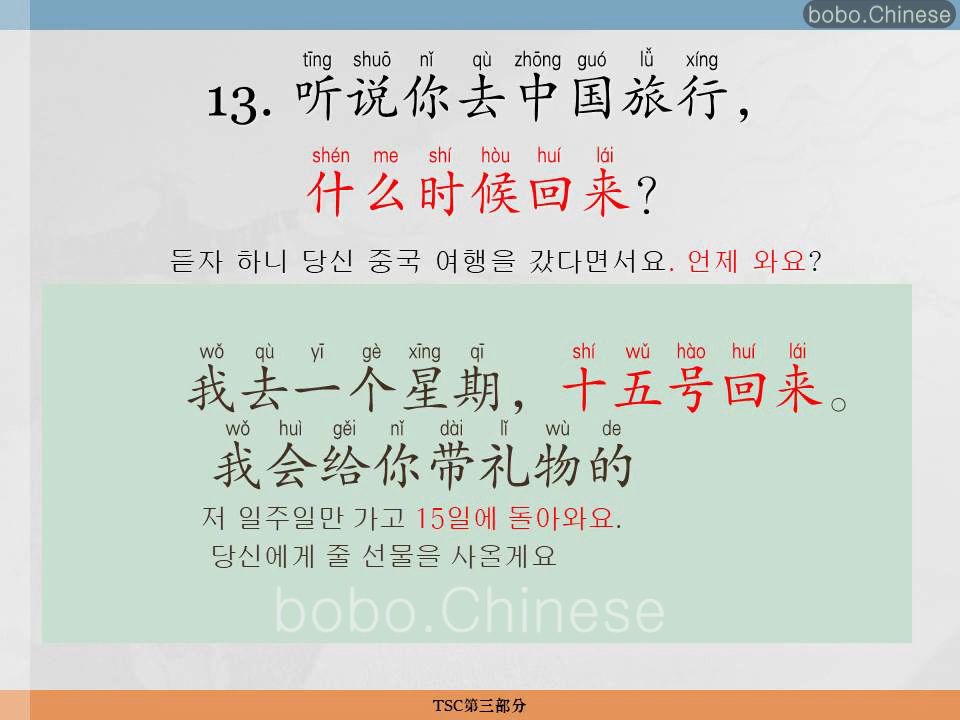 bobo.Chinese
tīng shuō nǐ qù zhōng guó lǚ xíng
13. 听说你去中国旅行，
shén me shí hòu huí lái
什么时候回来？
듣자 하니 당신 중국 여행을 갔다면서요. 언제 와요?
wǒ qù yī gè xīng qī shí wǔ hào huí lái
我去一个星期，十五号回来。
wǒ huì gěi nǐ dài lǐ wù de
我会给你带礼物的
저 일주일만 가고 15일에 돌아와요.
당신에게 줄 선물을 사올게요
bobo.Chinese
TSC第三部分